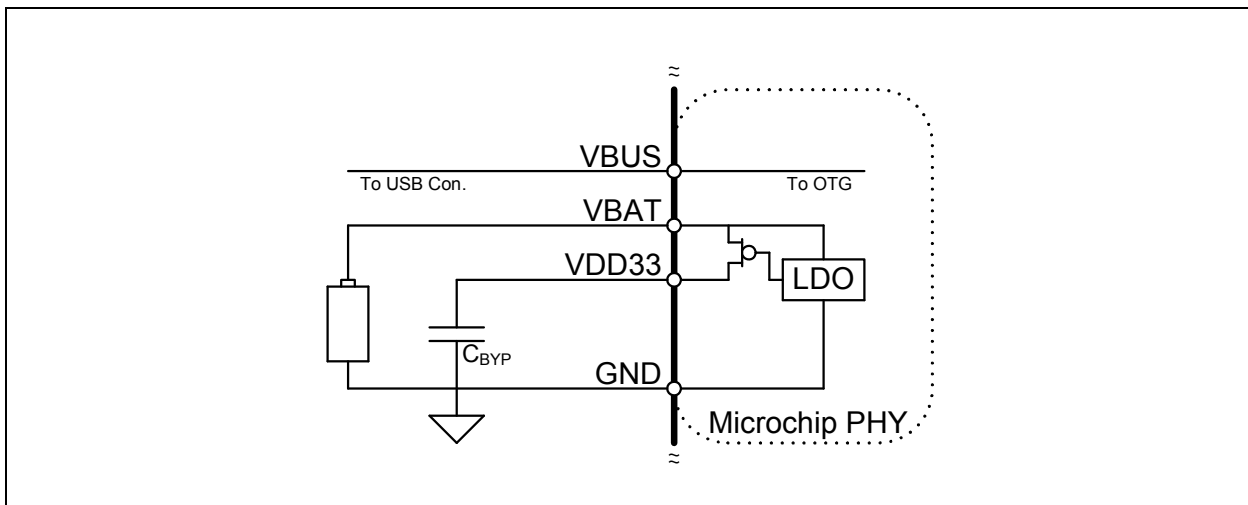 VBUS
To USB Con.
To OTG
VBAT
VDD33
LDO
CBYP
GND
Microchip PHY